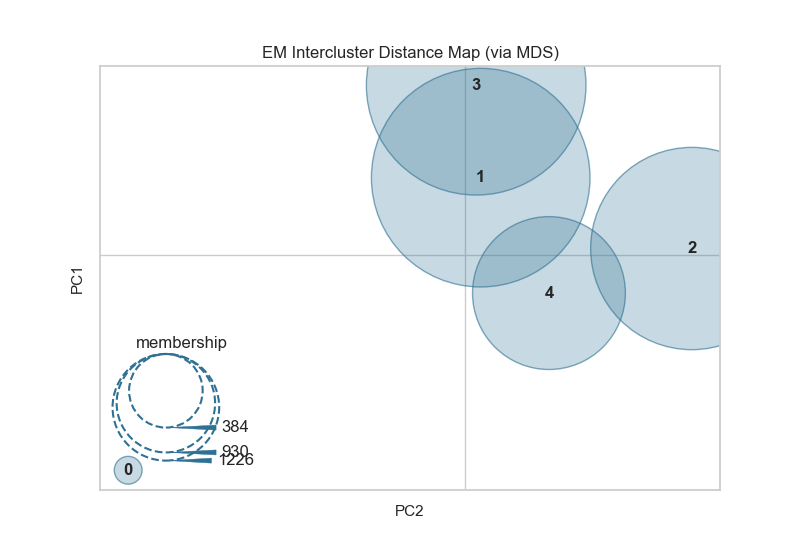 EM Intercluster Distance Map (via MDS)
3
1
2
PC1
4
membership
384
930
1226
0
PC2